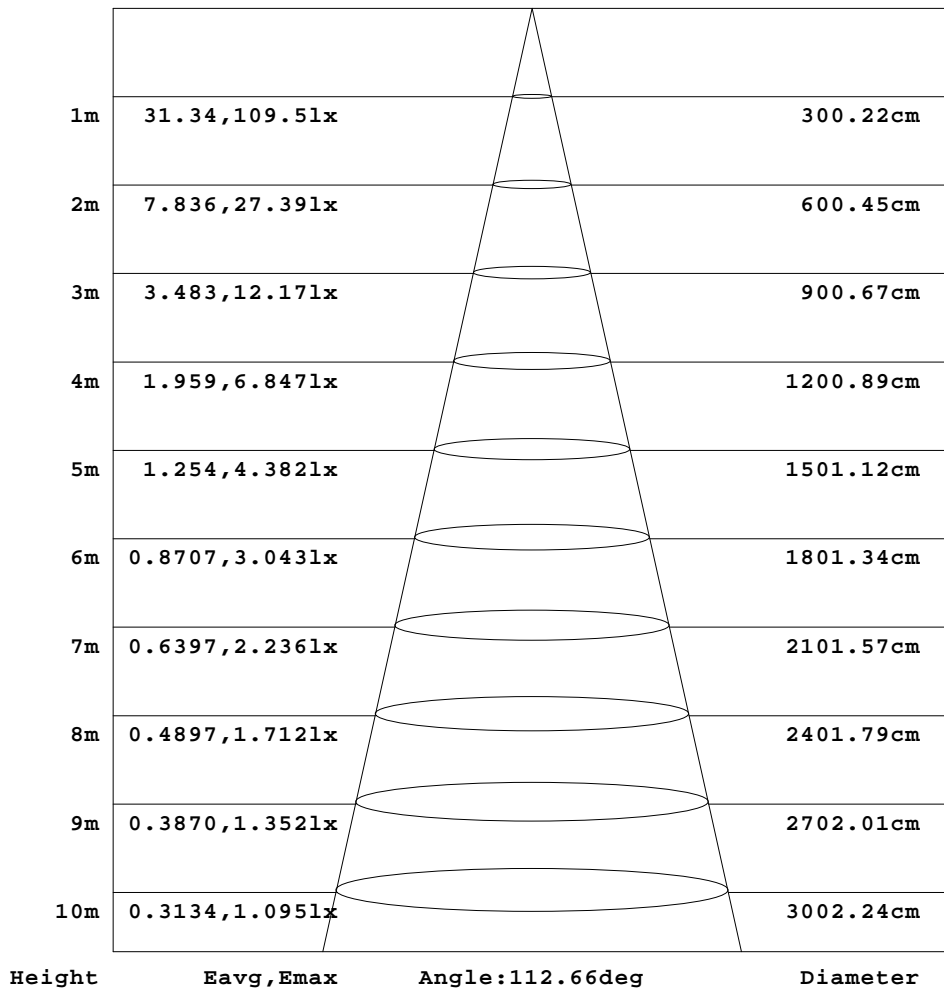 1m 31.34,109.5lx 300.22cm
2m 7.836,27.39lx 600.45cm
3m 3.483,12.17lx 900.67cm
4m 1.959,6.847lx 1200.89cm
5m 1.254,4.382lx 1501.12cm
6m 0.8707,3.043lx 1801.34cm
7m 0.6397,2.236lx 2101.57cm
8m 0.4897,1.712lx 2401.79cm
9m 0.3870,1.352lx 2702.01cm
10m 0.3134,1.095lx 3002.24cm
Height Eavg,Emax Angle:112.66deg Diameter